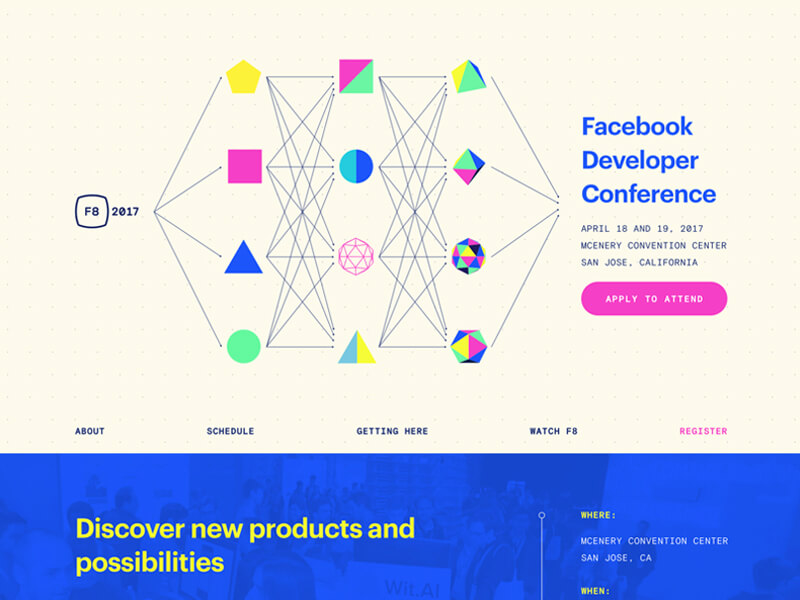 F8 2017
Facebook
Developer
Conference
APRIL 18 AND 19, 2017
MCENERY CONVENTION CENTER
SAN JOSE, CALIFORNIA
APPLY TO ATTEND
ABOUT
SCHEDULE
GETTING HERE
WATCH F8
REGISTER
Discover new products and
possibilities
Wit.AI
WHERE:
MCENERY CONVENTION CENTER
SAN JOSE, CA
WHEN: